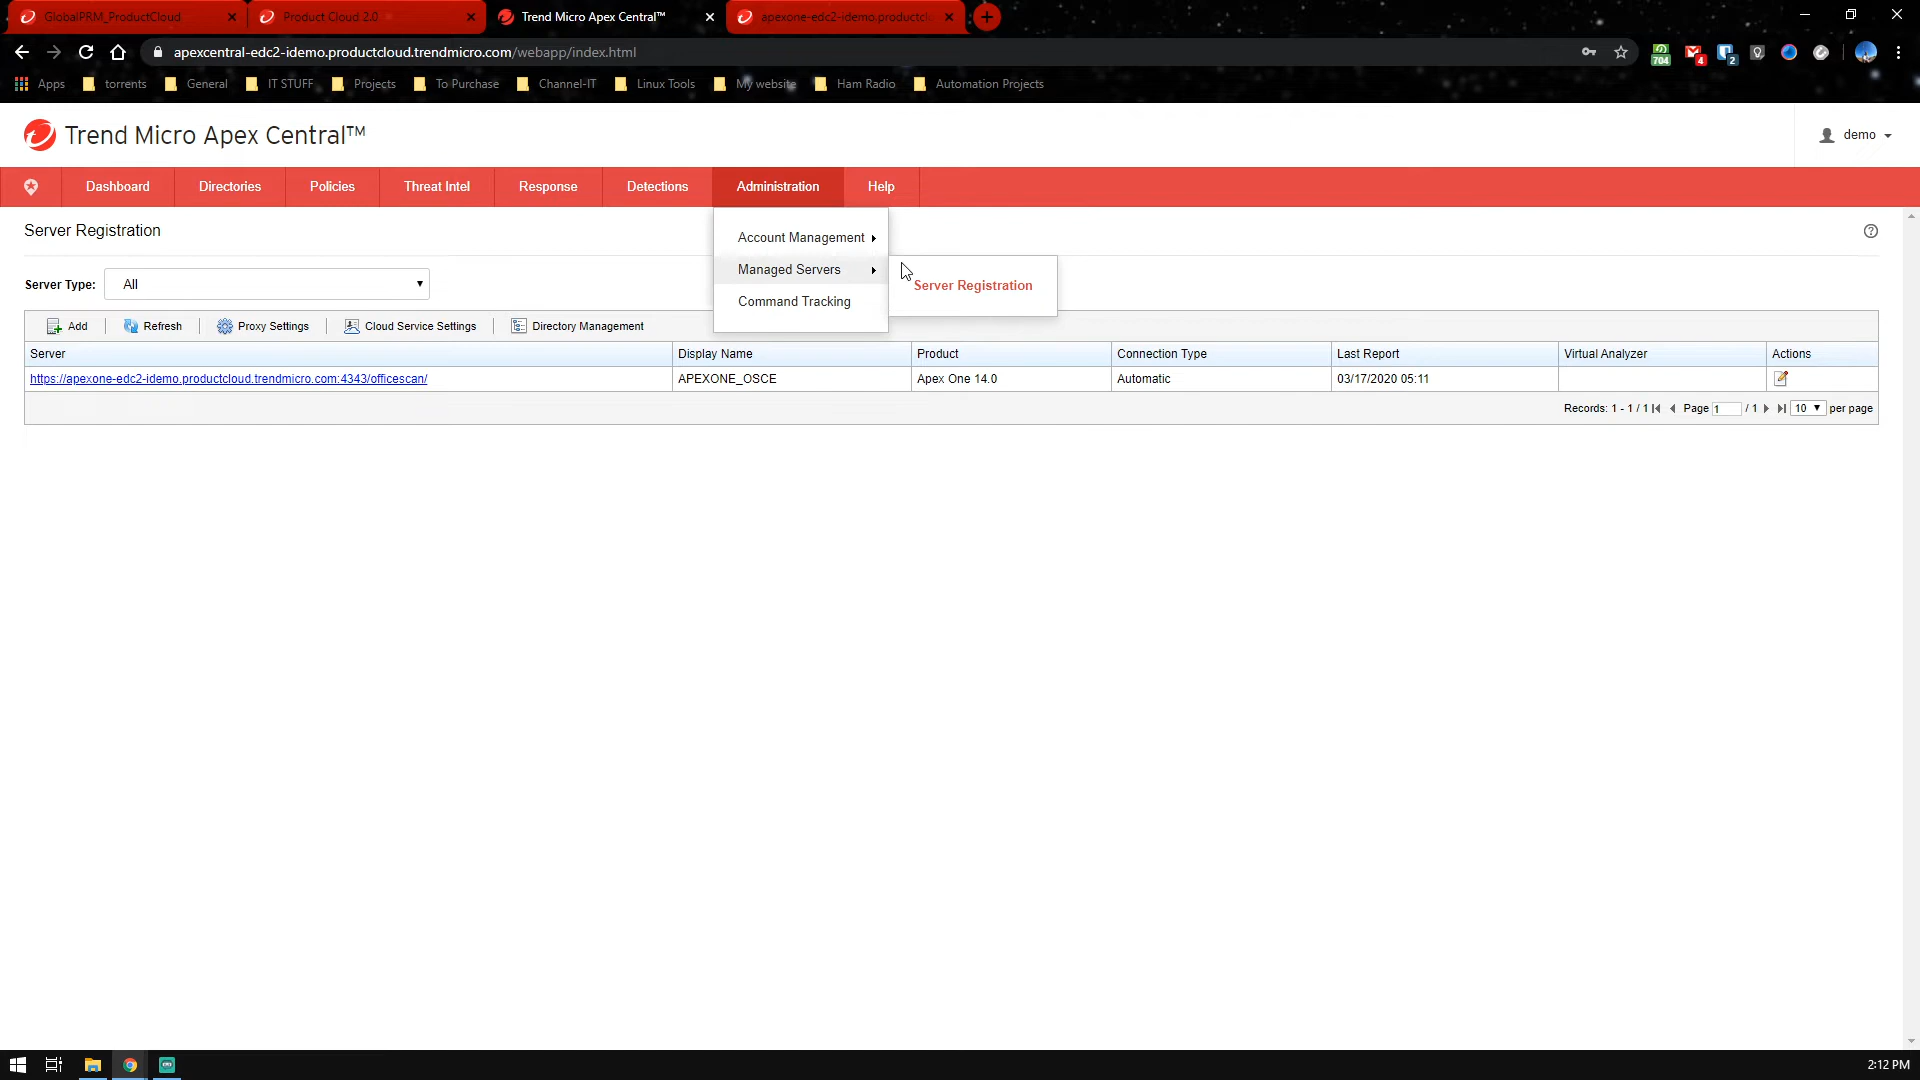 GlobalPRM_ProductCloud
Product Cloud 2.0
Trend Micro Apex Central™
apexone-edc2-idemo.productcl
apexcentral-edc2-idemo.productcloud.trendmicro.com/webapp/index.html
704
4
2
Apps
torrents
General
IT STUFF
Projects
To Purchase
Channel-IT
Linux Tools
My website
Ham Radio
Automation Projects
Trend Micro Apex Central™
demo
Dashboard
Directories
Policies
Threat Intel
Response
Detections
Administration
Help
Server Registration
Account Management
Managed Servers
Server Registration
Command Tracking
Server Type:
All
Add
Refresh
Proxy Settings
Cloud Service Settings
Directory Management
Server
Display Name
Product
Connection Type
Last Report
Virtual Analyzer
Actions
https://apexone-edc2-idemo.productcloud.trendmicro.com:4343/officescan/
APEXONE_OSCE
Apex One 14.0
Automatic
03/17/2020 05:11
Records: 1 - 1 / 1
Page 1 / 1
10 per page
2:12 PM